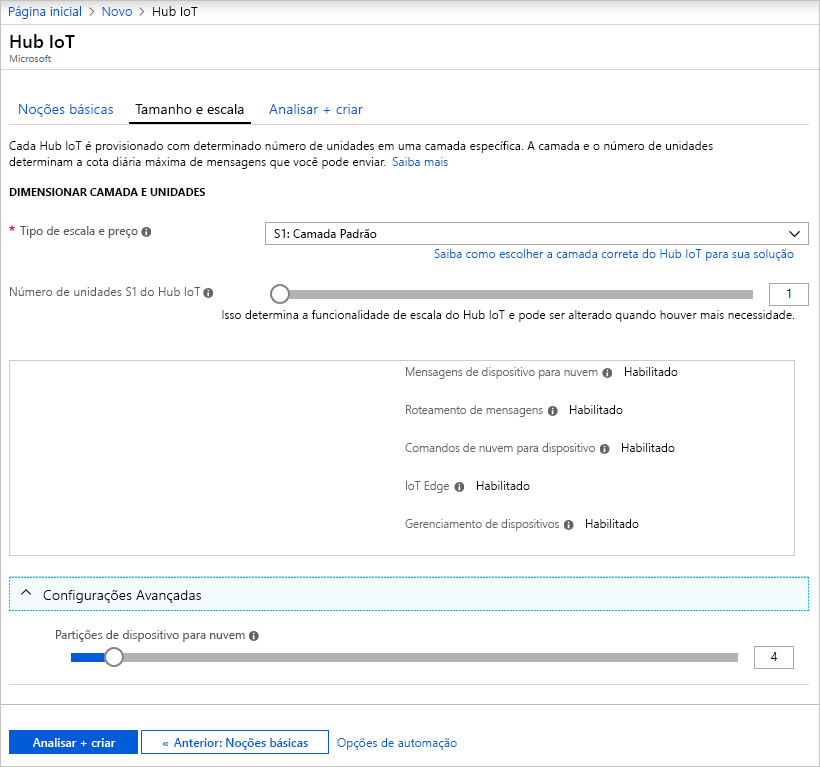 Página inicial > Novo > Hub IoT
Hub IoT
Microsoft
Noções básicas Tamanho e escala Analisar + criar
Cada Hub IoT é provisionado com determinado número de unidades em uma camada específica. A camada e o número de unidades
determinam a cota diária máxima de mensagens que você pode enviar. Saiba mais
DIMENSIONAR CAMADA E UNIDADES
* Tipo de escala e preço
S1: Camada Padrão
Saiba como escolher a camada correta do Hub IoT para sua solução
Número de unidades S1 do Hub IoT
1
Isso determina a funcionalidade de escala do Hub IoT e pode ser alterado quando houver mais necessidade.
Mensagens de dispositivo para nuvem Habilitado
Roteamento de mensagens Habilitado
Comandos de nuvem para dispositivo Habilitado
IoT Edge Habilitado
Gerenciamento de dispositivos Habilitado
Configurações Avançadas
Partições de dispositivo para nuvem
4
Analisar + criar
« Anterior: Noções básicas
Opções de automação